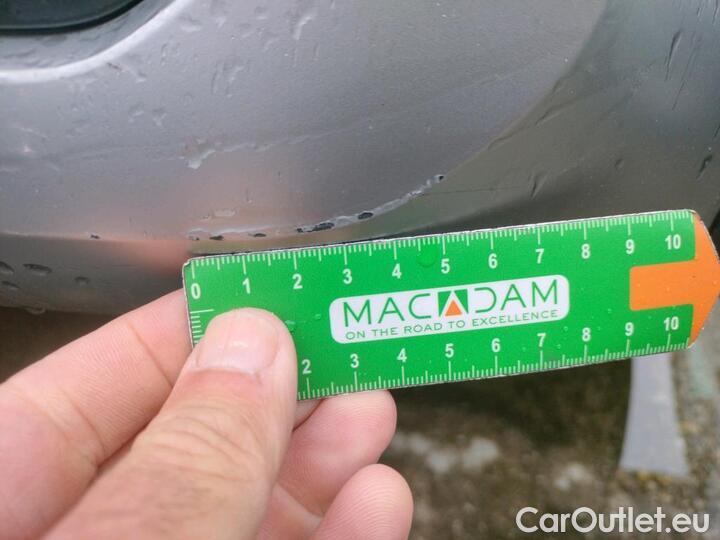 0 1 2 3 4 5 6 7 8 9 10
MACADAM
ON THE ROAD TO EXCELLENCE
2 3 4 5 6 7 8 9 10
CarOutlet.eu